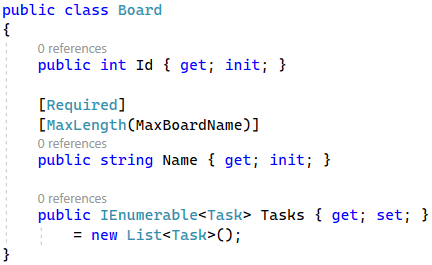 public class Board
{
0 references
public int Id { get; init; }
[Required]
[MaxLength(MaxBoardName)]
0 references
public string Name { get; init; }
0 references
public IEnumerable<Task> Tasks { get; set; }
= new List<Task>();
}